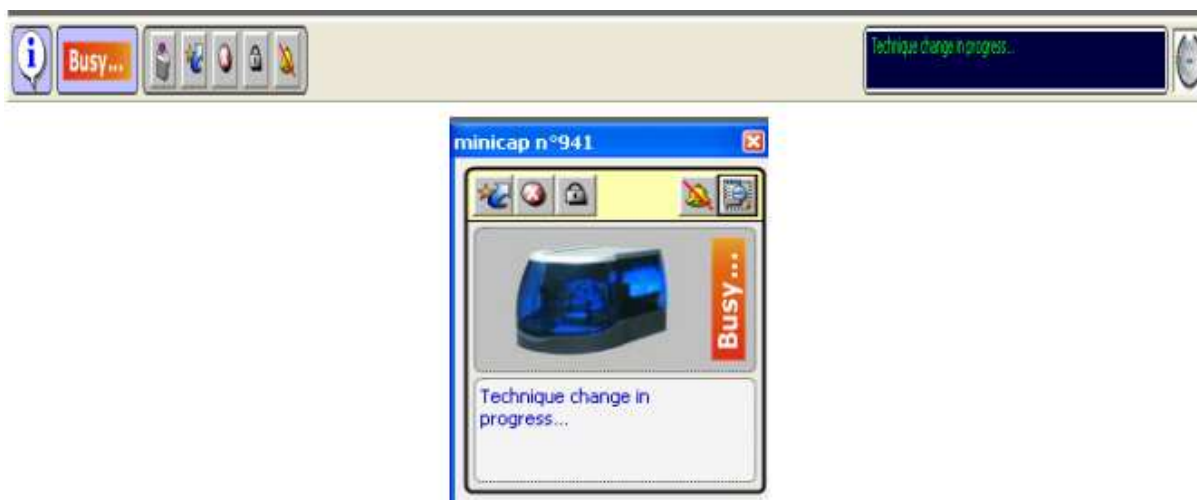 i
Busy...
Technique change in progress...
minicap n°941
Busy...
Technique change in
progress...